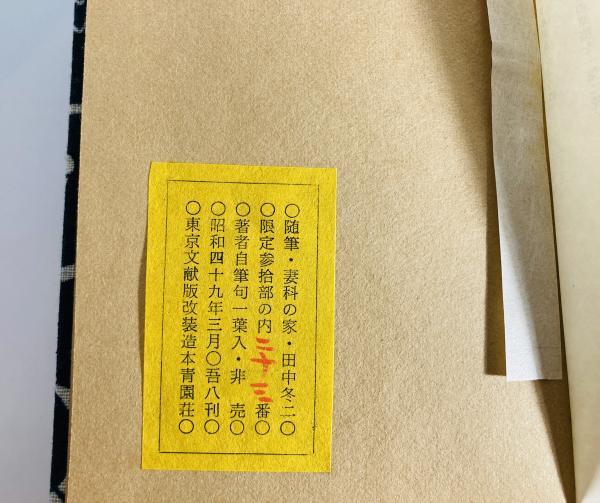 ○随筆・妻科の家・田中冬二○
○限定参拾部の内二十三番○
○著者自筆句一葉入・非 売○
○昭和四十九年三月○吾八刊○
○東京文献版改装造本青園荘○